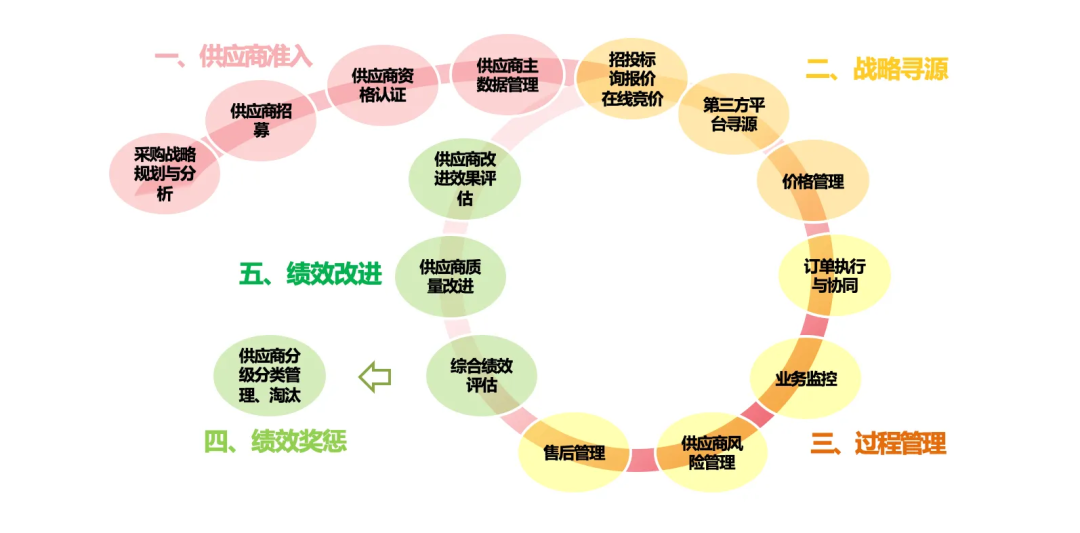 一、供应商准入
采购战略
规划与分
析
供应商招
募
供应商资
格认证
供应商主
数据管理
二、战略寻源
招投标
询报价
在线竞价
第三方平
台寻源
价格管理
三、过程管理
订单执行
与协同
业务监控
供应商风
险管理
售后管理
四、绩效奖惩
综合绩效
评估
供应商分
级分类管
理、淘汰
五、绩效改进
供应商质
量改进
供应商改
进效果评
估